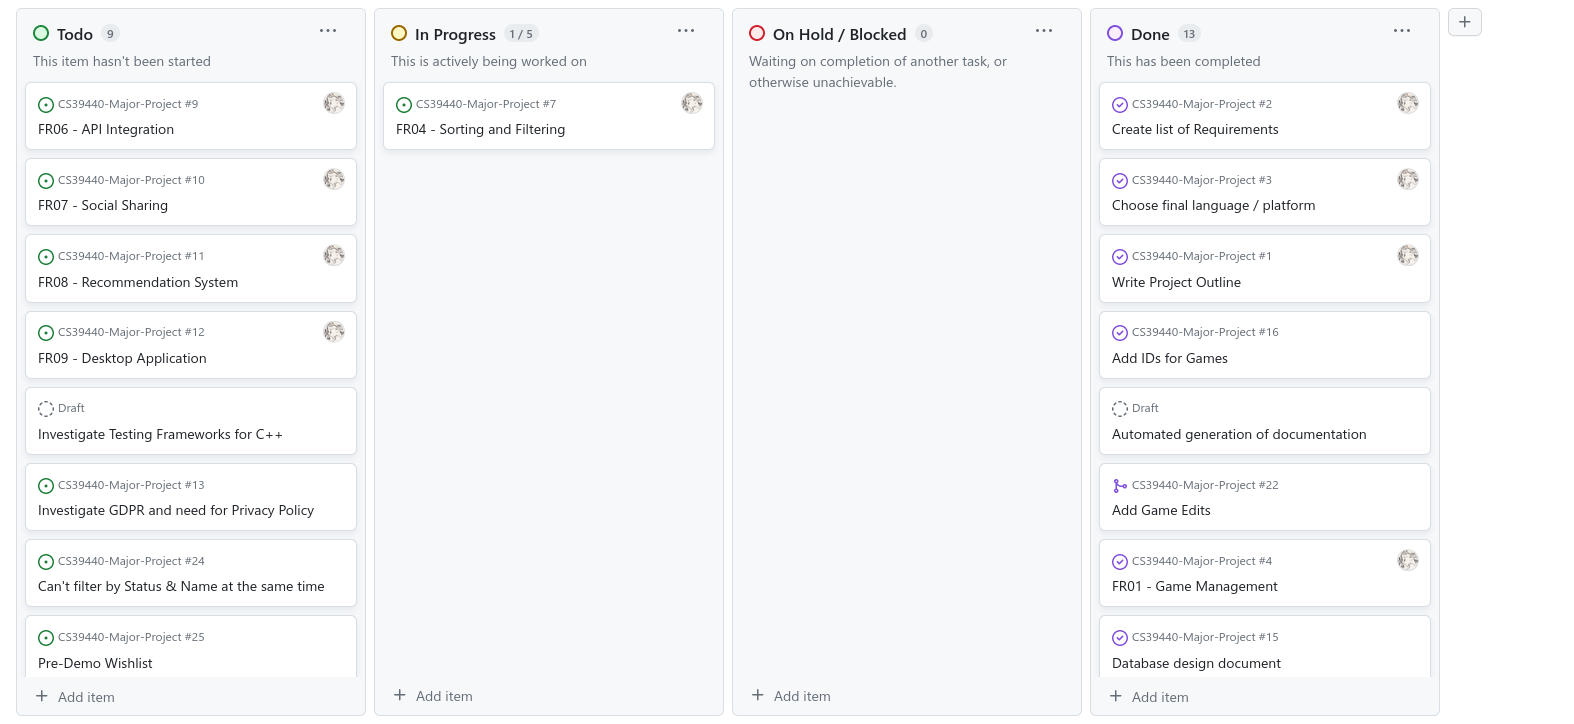 Todo 9
This item hasn't been started
CS39440-Major-Project #9
FR06 - API Integration
CS39440-Major-Project #10
FR07 - Social Sharing
CS39440-Major-Project #11
FR08 - Recommendation System
CS39440-Major-Project #12
FR09 - Desktop Application
Draft
Investigate Testing Frameworks for C++
CS39440-Major-Project #13
Investigate GDPR and need for Privacy Policy
CS39440-Major-Project #24
Can't filter by Status & Name at the same time
CS39440-Major-Project #25
Pre-Demo Wishlist
+ Add item
In Progress 1 / 5
This is actively being worked on
CS39440-Major-Project #7
FR04 - Sorting and Filtering
+ Add item
On Hold / Blocked 0
Waiting on completion of another task, or
otherwise unachievable.
+ Add item
Done 13
This has been completed
CS39440-Major-Project #2
Create list of Requirements
CS39440-Major-Project #3
Choose final language / platform
CS39440-Major-Project #1
Write Project Outline
CS39440-Major-Project #16
Add IDs for Games
Draft
Automated generation of documentation
CS39440-Major-Project #22
Add Game Edits
CS39440-Major-Project #4
FR01 - Game Management
CS39440-Major-Project #15
Database design document
+ Add item